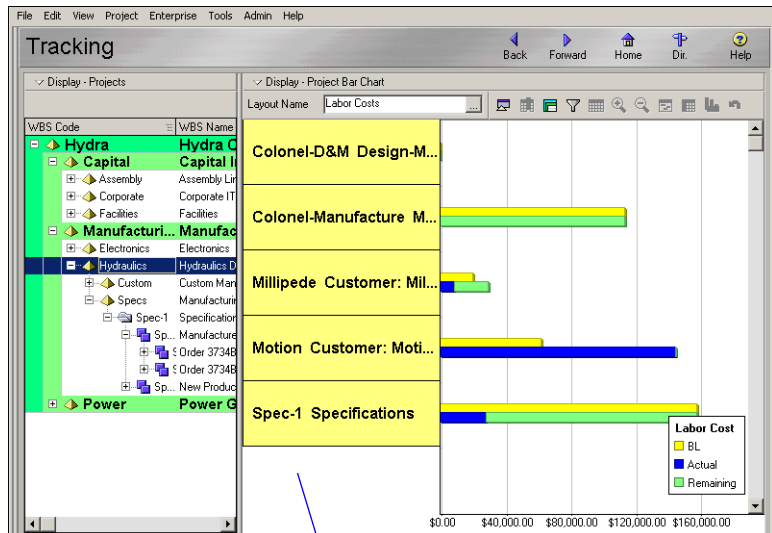 File Edit View Project Enterprise Tools Admin Help
Tracking
Back Forward Home Dir. Help
Display - Projects
Display - Project Bar Chart
Layout Name Labor Costs ...
WBS Code WBS Name
Hydra Hydra C
Capital Capital I
Assembly Assembly Lin
Corporate Corporate IT
Facilities Facilities
Manufacturi... Manufac
Electronics Electronics
Hydraulics Hydraulics D
Custom Custom Man
Specs Manufacturin
Spec-1 Specification
Sp... Manufacture
S Order 3734B
S Order 3734B
Sp... New Produc
Power Power G
Colonel-D&M Design-M...
Colonel-Manufacture M...
Millipede Customer: Mil...
Motion Customer: Moti...
Spec-1 Specifications
Labor Cost
BL
Actual
Remaining
$0.00 $40,000.00 $80,000.00 $120,000.00 $160,000.00